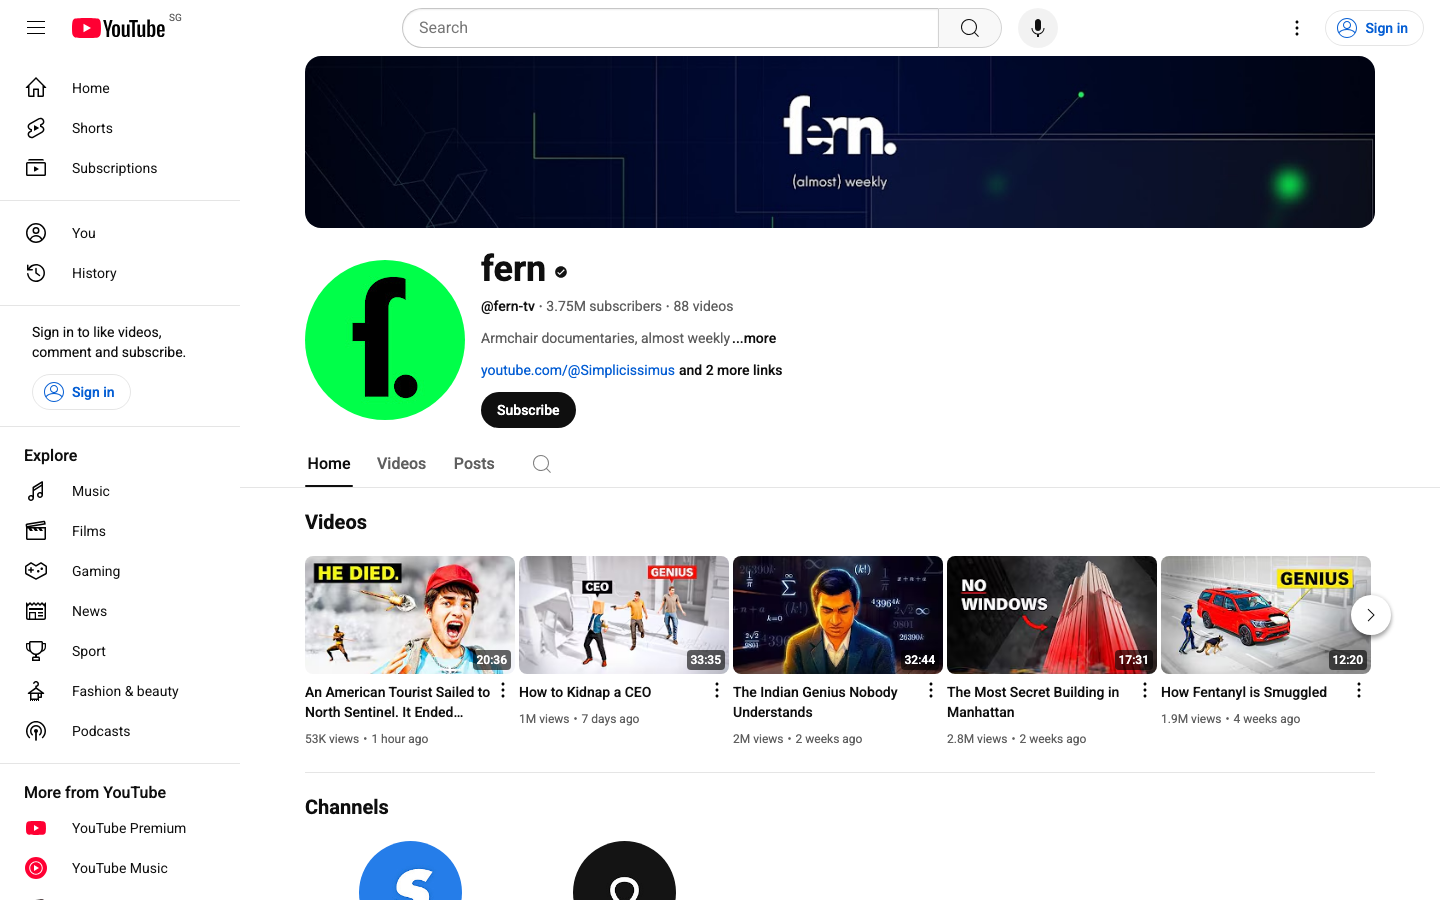 YouTube SG
Search
Sign in
Home
Shorts
Subscriptions
You
History
Sign in to like videos,
comment and subscribe.
Sign in
Explore
Music
Films
Gaming
News
Sport
Fashion & beauty
Podcasts
More from YouTube
YouTube Premium
YouTube Music
fern.
(almost) weekly
f.
fern
@fern-tv · 3.75M subscribers · 88 videos
Armchair documentaries, almost weekly ...more
youtube.com/@Simplicissimus and 2 more links
Subscribe
Home Videos Posts
Videos
HE DIED.
20:36
An American Tourist Sailed to
North Sentinel. It Ended...
53K views • 1 hour ago
CEO
GENIUS
33:35
How to Kidnap a CEO
1M views • 7 days ago
32:44
The Indian Genius Nobody
Understands
2M views • 2 weeks ago
NO
WINDOWS
17:31
The Most Secret Building in
Manhattan
2.8M views • 2 weeks ago
GENIUS
12:20
How Fentanyl is Smuggled
1.9M views • 4 weeks ago
Channels
S